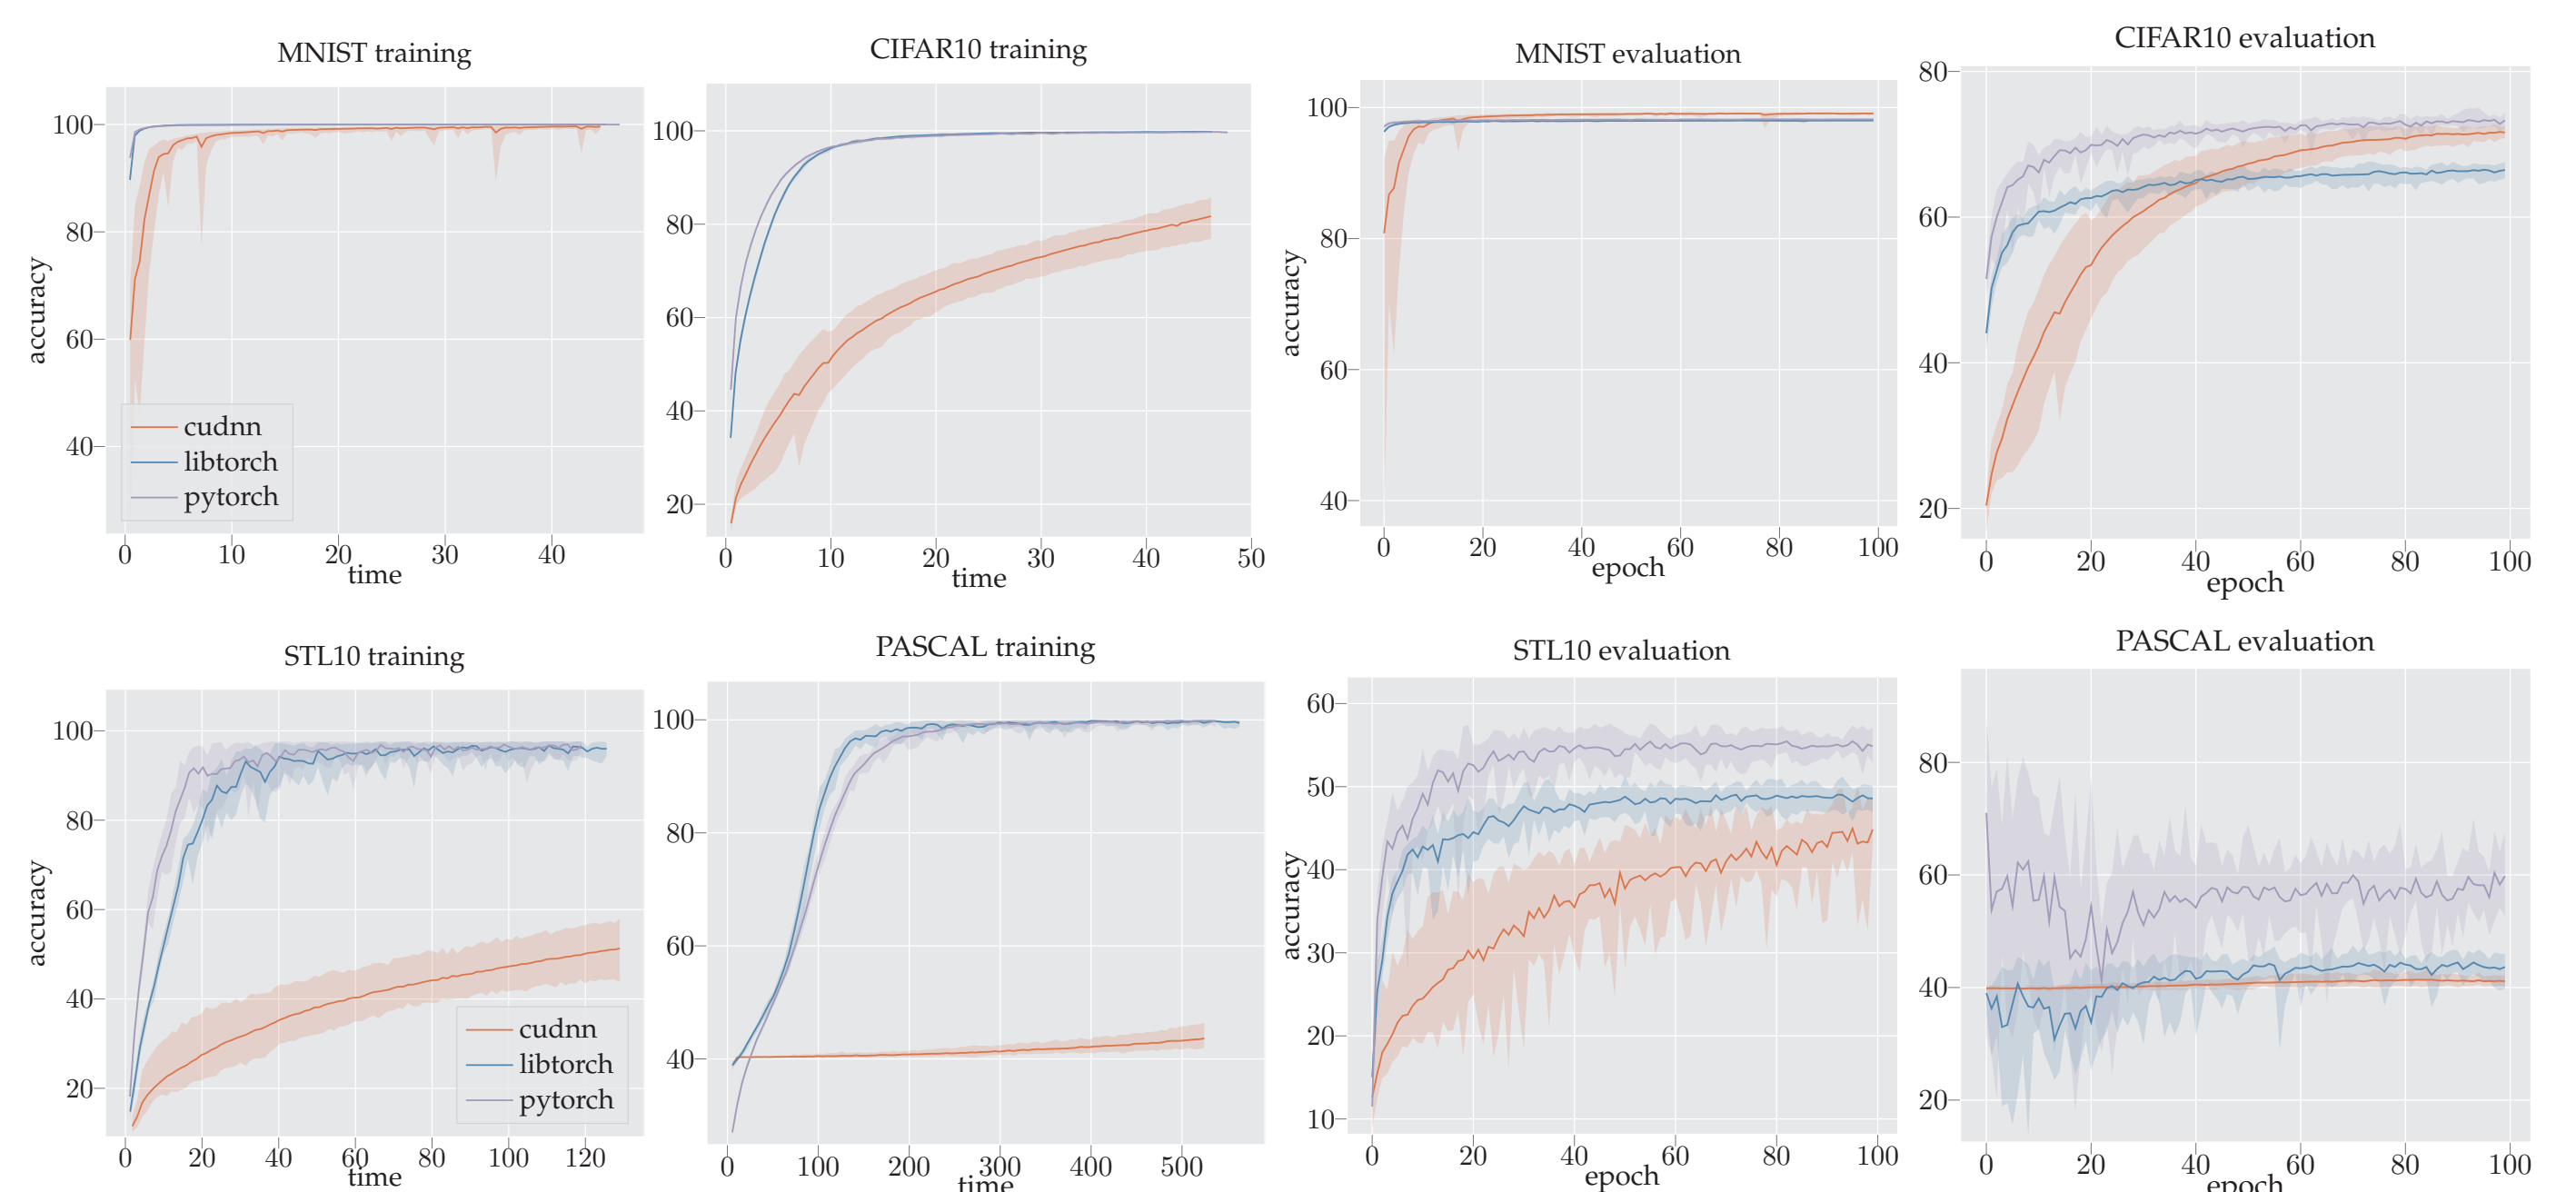 MNIST training
100
80
60
40
accuracy
cudnn
libtorch
pytorch
0 10 20 30 40
time
CIFAR10 training
100
80
60
40
20
0 10 20 30 40 50
time
MNIST evaluation
100
80
60
40
accuracy
0 20 40 60 80 100
epoch
CIFAR10 evaluation
80
60
40
20
0 20 40 60 80 100
epoch
STL10 training
100
80
60
40
20
accuracy
cudnn
libtorch
pytorch
0 20 40 60 80 100 120
time
PASCAL training
100
80
60
40
0 100 200 300 400 500
time
STL10 evaluation
60
50
40
30
20
10
accuracy
0 20 40 60 80 100
epoch
PASCAL evaluation
80
60
40
20
0 20 40 60 80 100
epoch